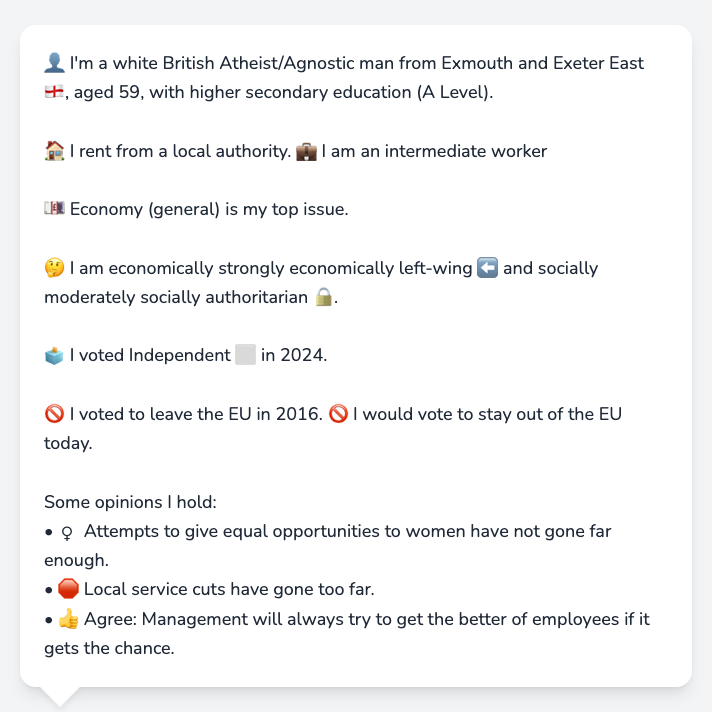 👤 I'm a white British Atheist/Agnostic man from Exmouth and Exeter East
🏴󠁧󠁢󠁥󠁮󠁧󠁿, aged 59, with higher secondary education (A Level).
🏠 I rent from a local authority. 💼 I am an intermediate worker
💷 Economy (general) is my top issue.
🤔 I am economically strongly economically left-wing ⬅️ and socially
moderately socially authoritarian 🔒.
🗳️ I voted Independent ⬜ in 2024.
🚫 I voted to leave the EU in 2016. 🚫 I would vote to stay out of the EU
today.
Some opinions I hold:
• ♀ Attempts to give equal opportunities to women have not gone far
enough.
• 🛑 Local service cuts have gone too far.
• 👍 Agree: Management will always try to get the better of employees if it
gets the chance.